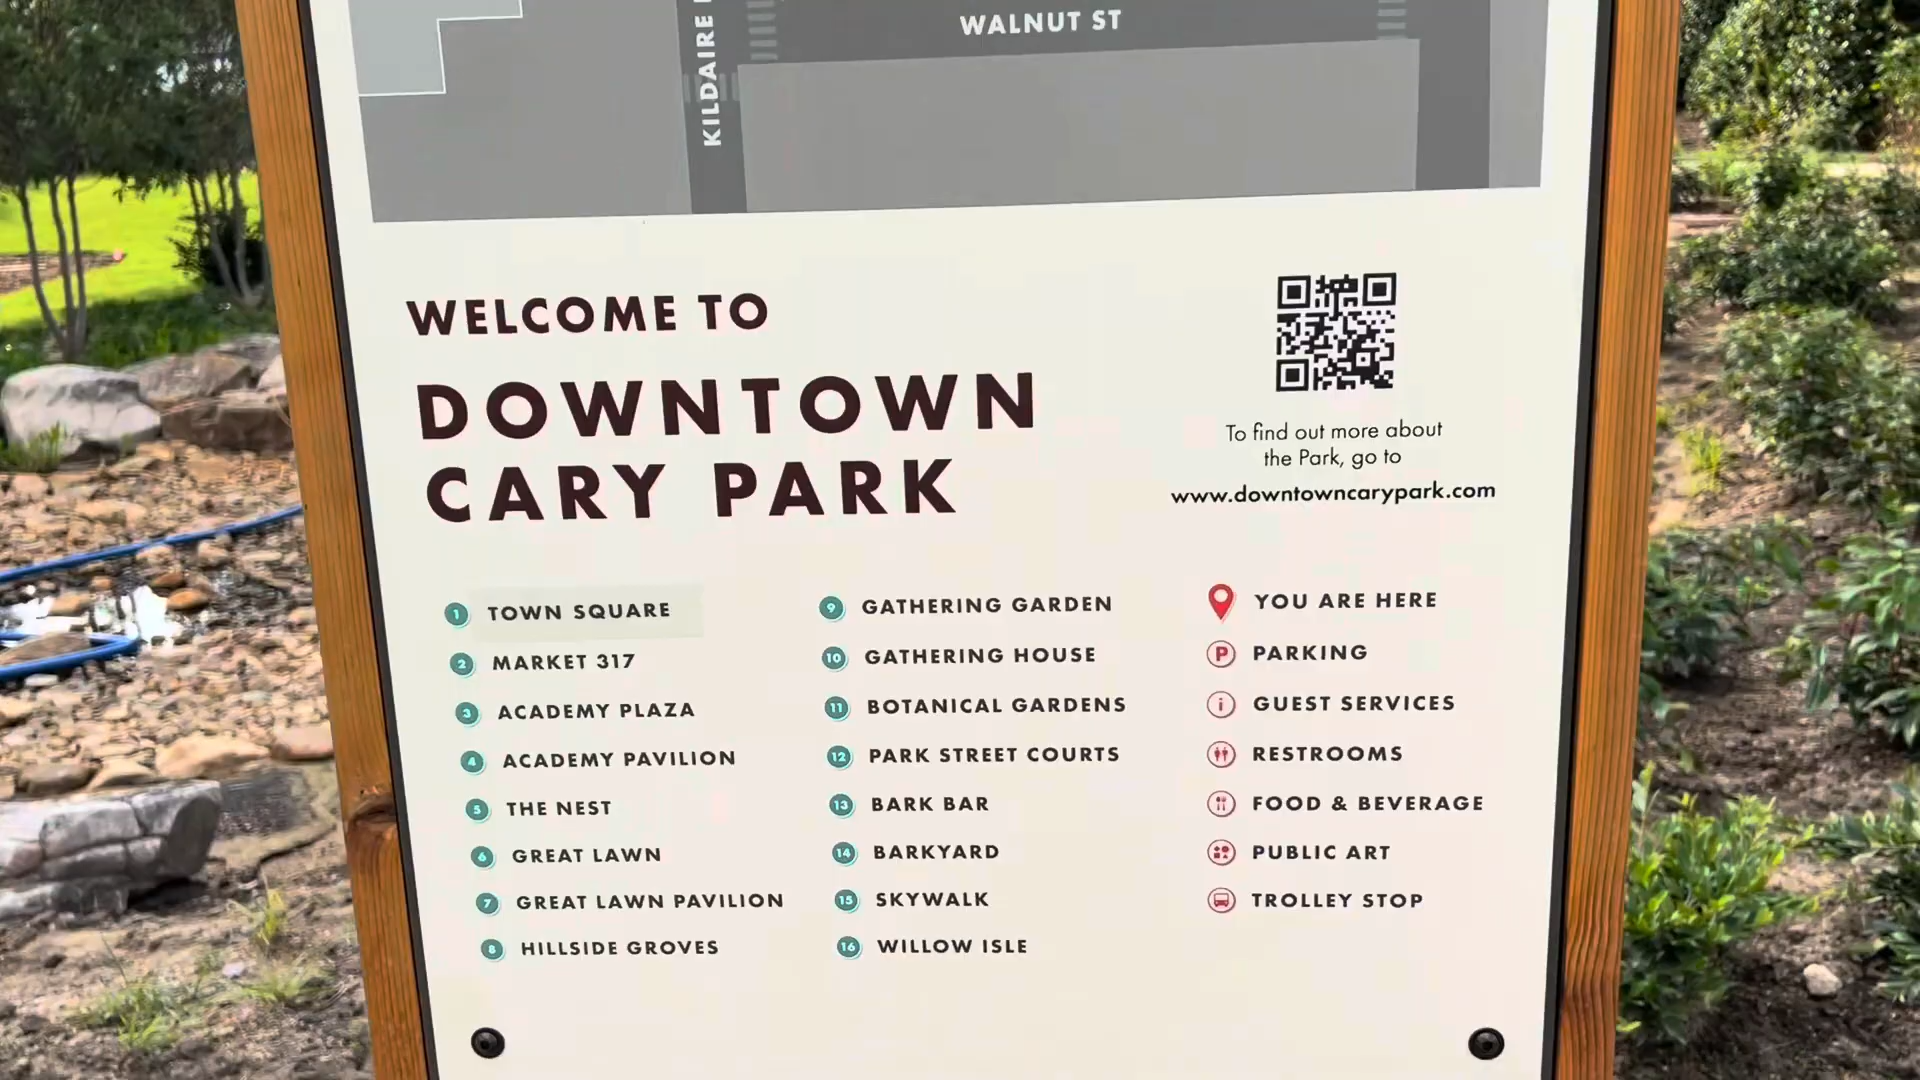 WALNUT ST
KILDAIRE
WELCOME TO
DOWNTOWN
CARY PARK
To find out more about
the Park, go to
www.downtowncarypark.com
1 TOWN SQUARE
2 MARKET 317
3 ACADEMY PLAZA
4 ACADEMY PAVILION
5 THE NEST
6 GREAT LAWN
7 GREAT LAWN PAVILION
8 HILLSIDE GROVES
9 GATHERING GARDEN
10 GATHERING HOUSE
11 BOTANICAL GARDENS
12 PARK STREET COURTS
13 BARK BAR
14 BARKYARD
15 SKYWALK
16 WILLOW ISLE
YOU ARE HERE
P PARKING
i GUEST SERVICES
RESTROOMS
FOOD & BEVERAGE
PUBLIC ART
TROLLEY STOP